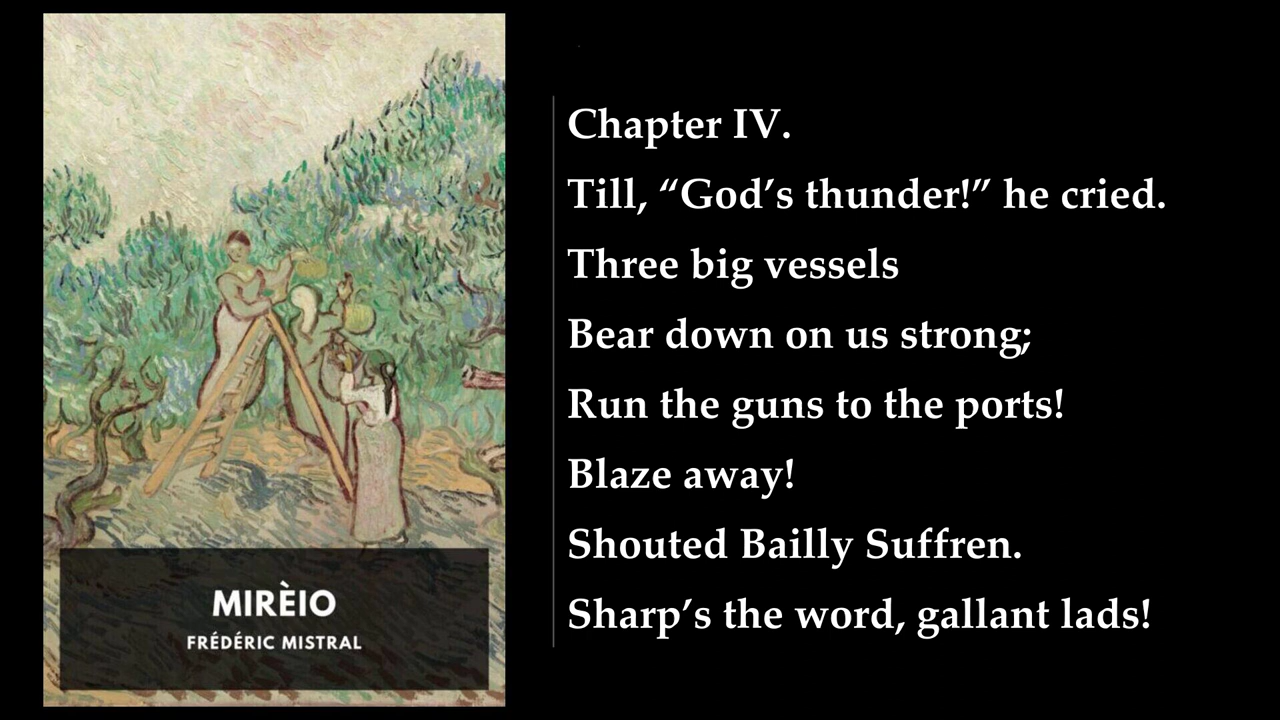 MIRÈIO
FRÉDÉRIC MISTRAL
Chapter IV.
Till, “God’s thunder!” he cried.
Three big vessels
Bear down on us strong;
Run the guns to the ports!
Blaze away!
Shouted Bailly Suffren.
Sharp’s the word, gallant lads!